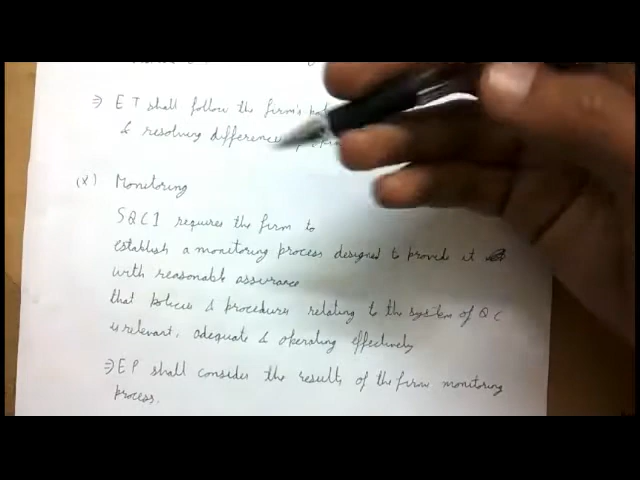 ⇒ E T shall follow the firm's
& resolving differences
(X) Monitoring
SQC1 requires the firm to
establish a monitoring process designed to provide it
with reasonable assurance
that policies & procedures relating to the system of QC
is relevant, adequate & operating effectively
⇒ EP shall consider the results of the firm monitoring
process.